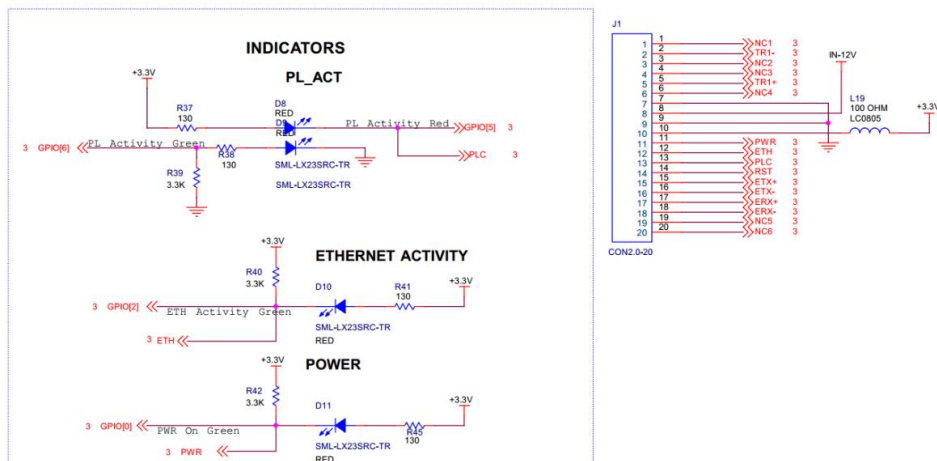 INDICATORS
PL_ACT
+3.3V
R37
130
D8
RED
D9
RED
PL Activity Red
GPIO[5] 3
3 GPIO[6]
PL Activity Green
R38
130
PLC 3
SML-LX23SRC-TR
SML-LX23SRC-TR
R39
3.3K
+3.3V
ETHERNET ACTIVITY
R40
3.3K
D10
R41
130
+3.3V
3 GPIO[2]
ETH Activity Green
SML-LX23SRC-TR
RED
3 ETH
+3.3V
POWER
R42
3.3K
D11
+3.3V
3 GPIO[0]
PWR On Green
R45
130
SML-LX23SRC-TR
RED
3 PWR
J1
1 1 NC1 3
2 2 TR1- 3
3 3 NC2 3
4 4 NC3 3
5 5 TR1+ 3
6 6 NC4 3
7 7
8 8
9 9
10 10
11 11 PWR 3
12 12 ETH 3
13 13 PLC 3
14 14 RST 3
15 15 ETX+ 3
16 16 ETX- 3
17 17 ERX+ 3
18 18 ERX- 3
19 19 NC5 3
20 20 NC6 3
CON2.0-20
IN-12V
L19
100 OHM
LC0805
+3.3V